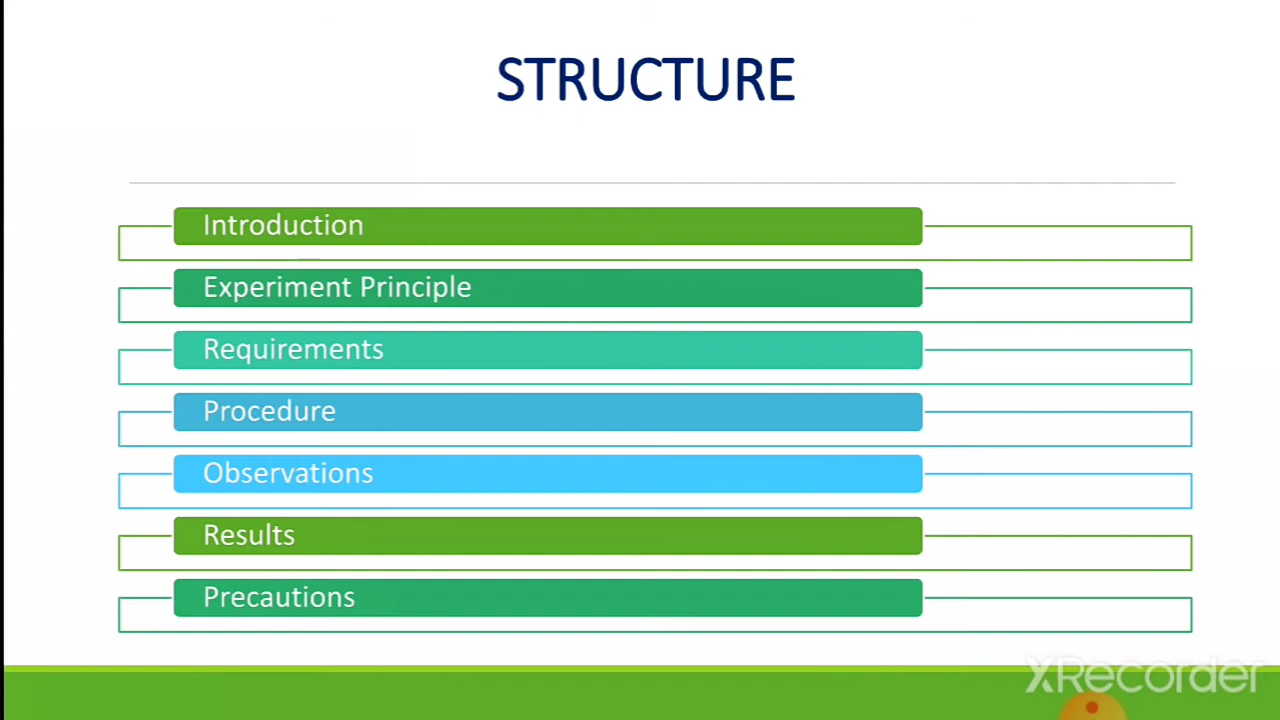 STRUCTURE
Introduction
Experiment Principle
Requirements
Procedure
Observations
Results
Precautions
XRecorder